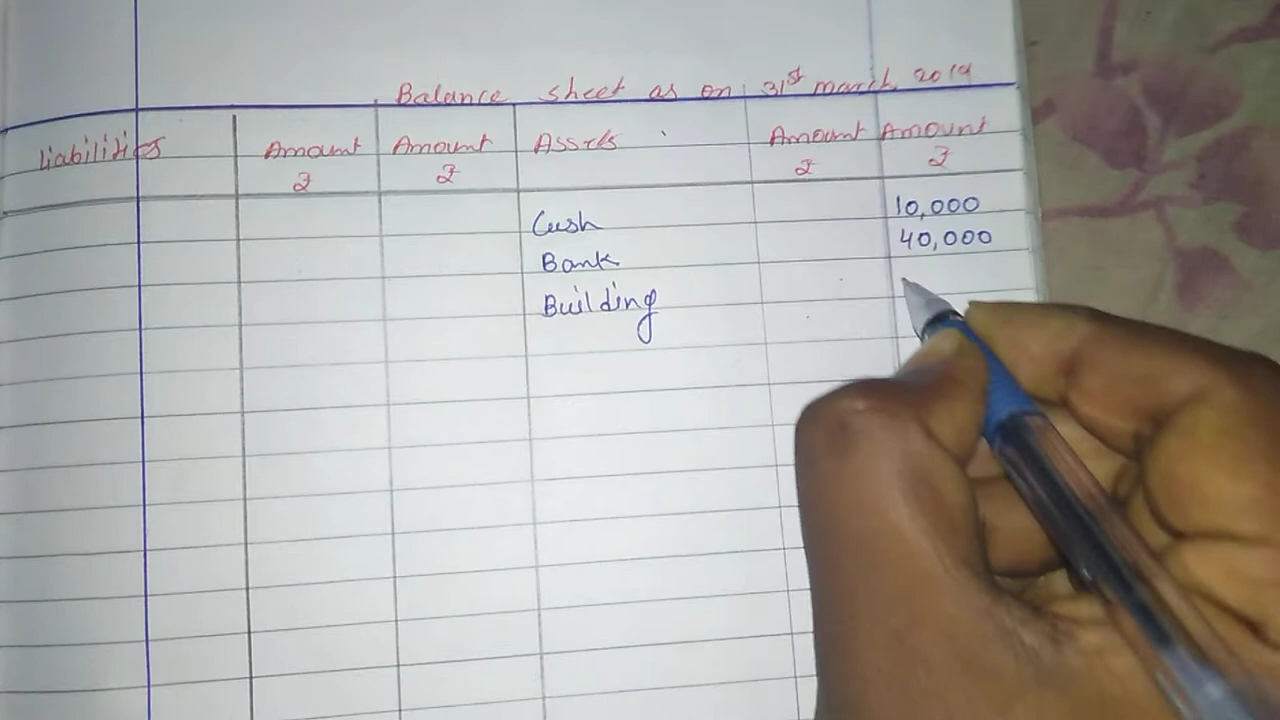 Balance sheet as on 31st march 2019
Liabilities Amount Amount Assets Amount Amount
₹ ₹ ₹ ₹
Cash 10,000
Bank 40,000
Building